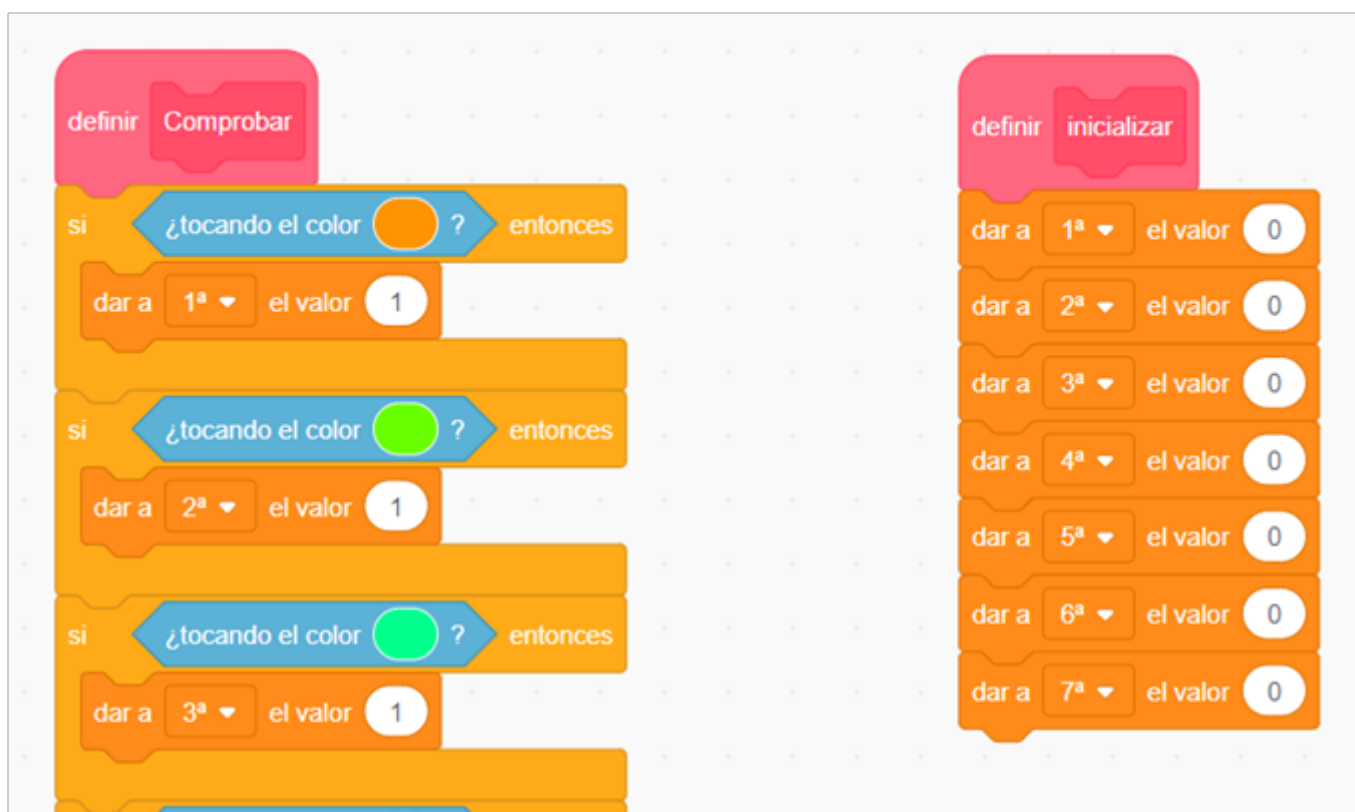 definir Comprobar
si ¿tocando el color ? entonces
dar a 1ª el valor 1
si ¿tocando el color ? entonces
dar a 2ª el valor 1
si ¿tocando el color ? entonces
dar a 3ª el valor 1
definir inicializar
dar a 1ª el valor 0
dar a 2ª el valor 0
dar a 3ª el valor 0
dar a 4ª el valor 0
dar a 5ª el valor 0
dar a 6ª el valor 0
dar a 7ª el valor 0